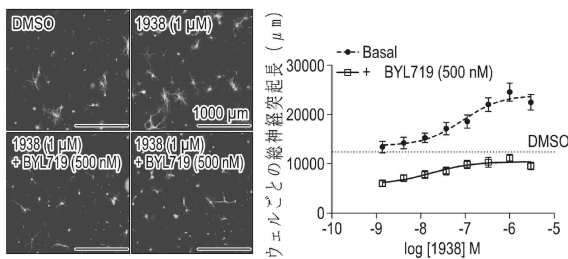 DMSO
1938 (1 µM)
1000 µm
1938 (1 µM)
+ BYL719 (500 nM)
1938 (1 µM)
+ BYL719 (500 nM)
ウェルごとの総神経突起長 (μm)
Basal
+ BYL719 (500 nM)
DMSO
30000
20000
10000
0
-9
-8
-7
-6
-5
log [1938] M